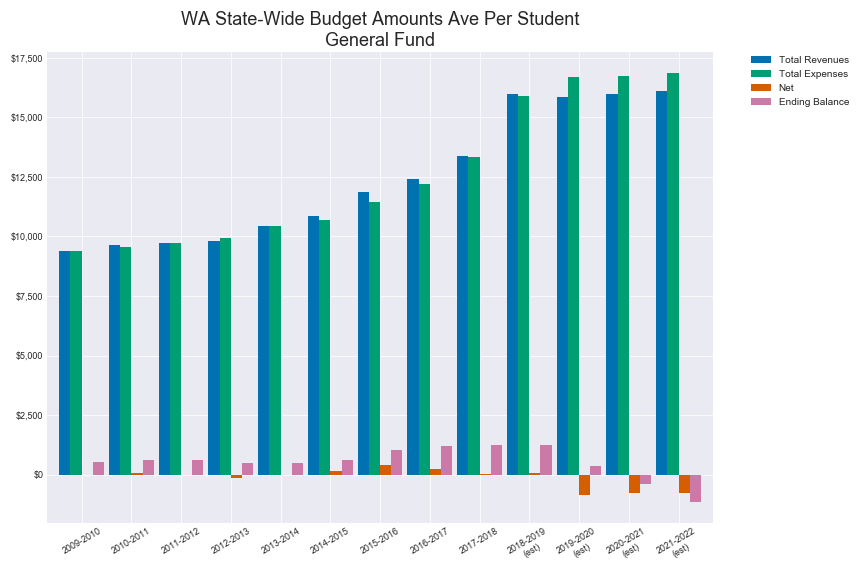 WA State-Wide Budget Amounts Ave Per Student
General Fund
$17,500
$15,000
$12,500
$10,000
$7,500
$5,000
$2,500
$0
2009-2010
2010-2011
2011-2012
2012-2013
2013-2014
2014-2015
2015-2016
2016-2017
2017-2018
2018-2019
(est)
2019-2020
(est)
2020-2021
(est)
2021-2022
(est)
Total Revenues
Total Expenses
Net
Ending Balance